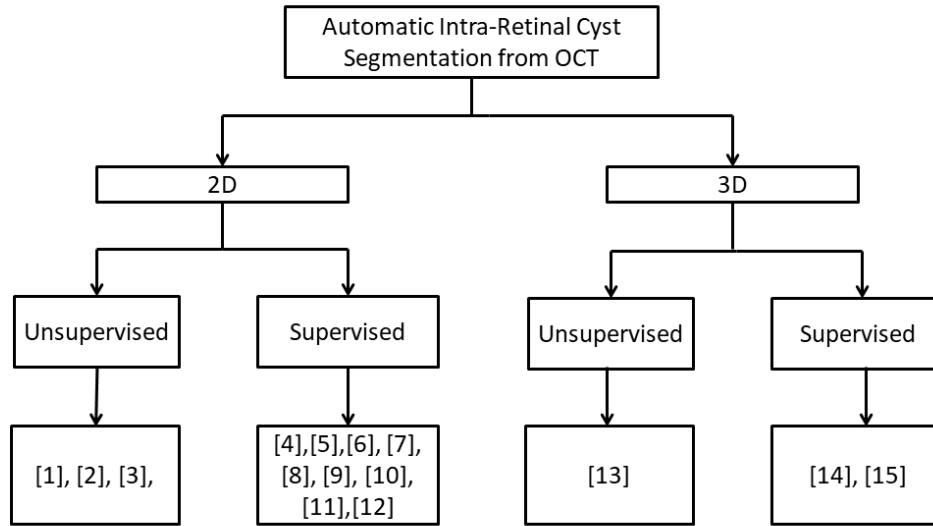 Automatic Intra-Retinal Cyst
Segmentation from OCT
2D
3D
Unsupervised
Supervised
Unsupervised
Supervised
[1], [2], [3],
[4],[5],[6], [7],
[8], [9], [10],
[11],[12]
[13]
[14], [15]